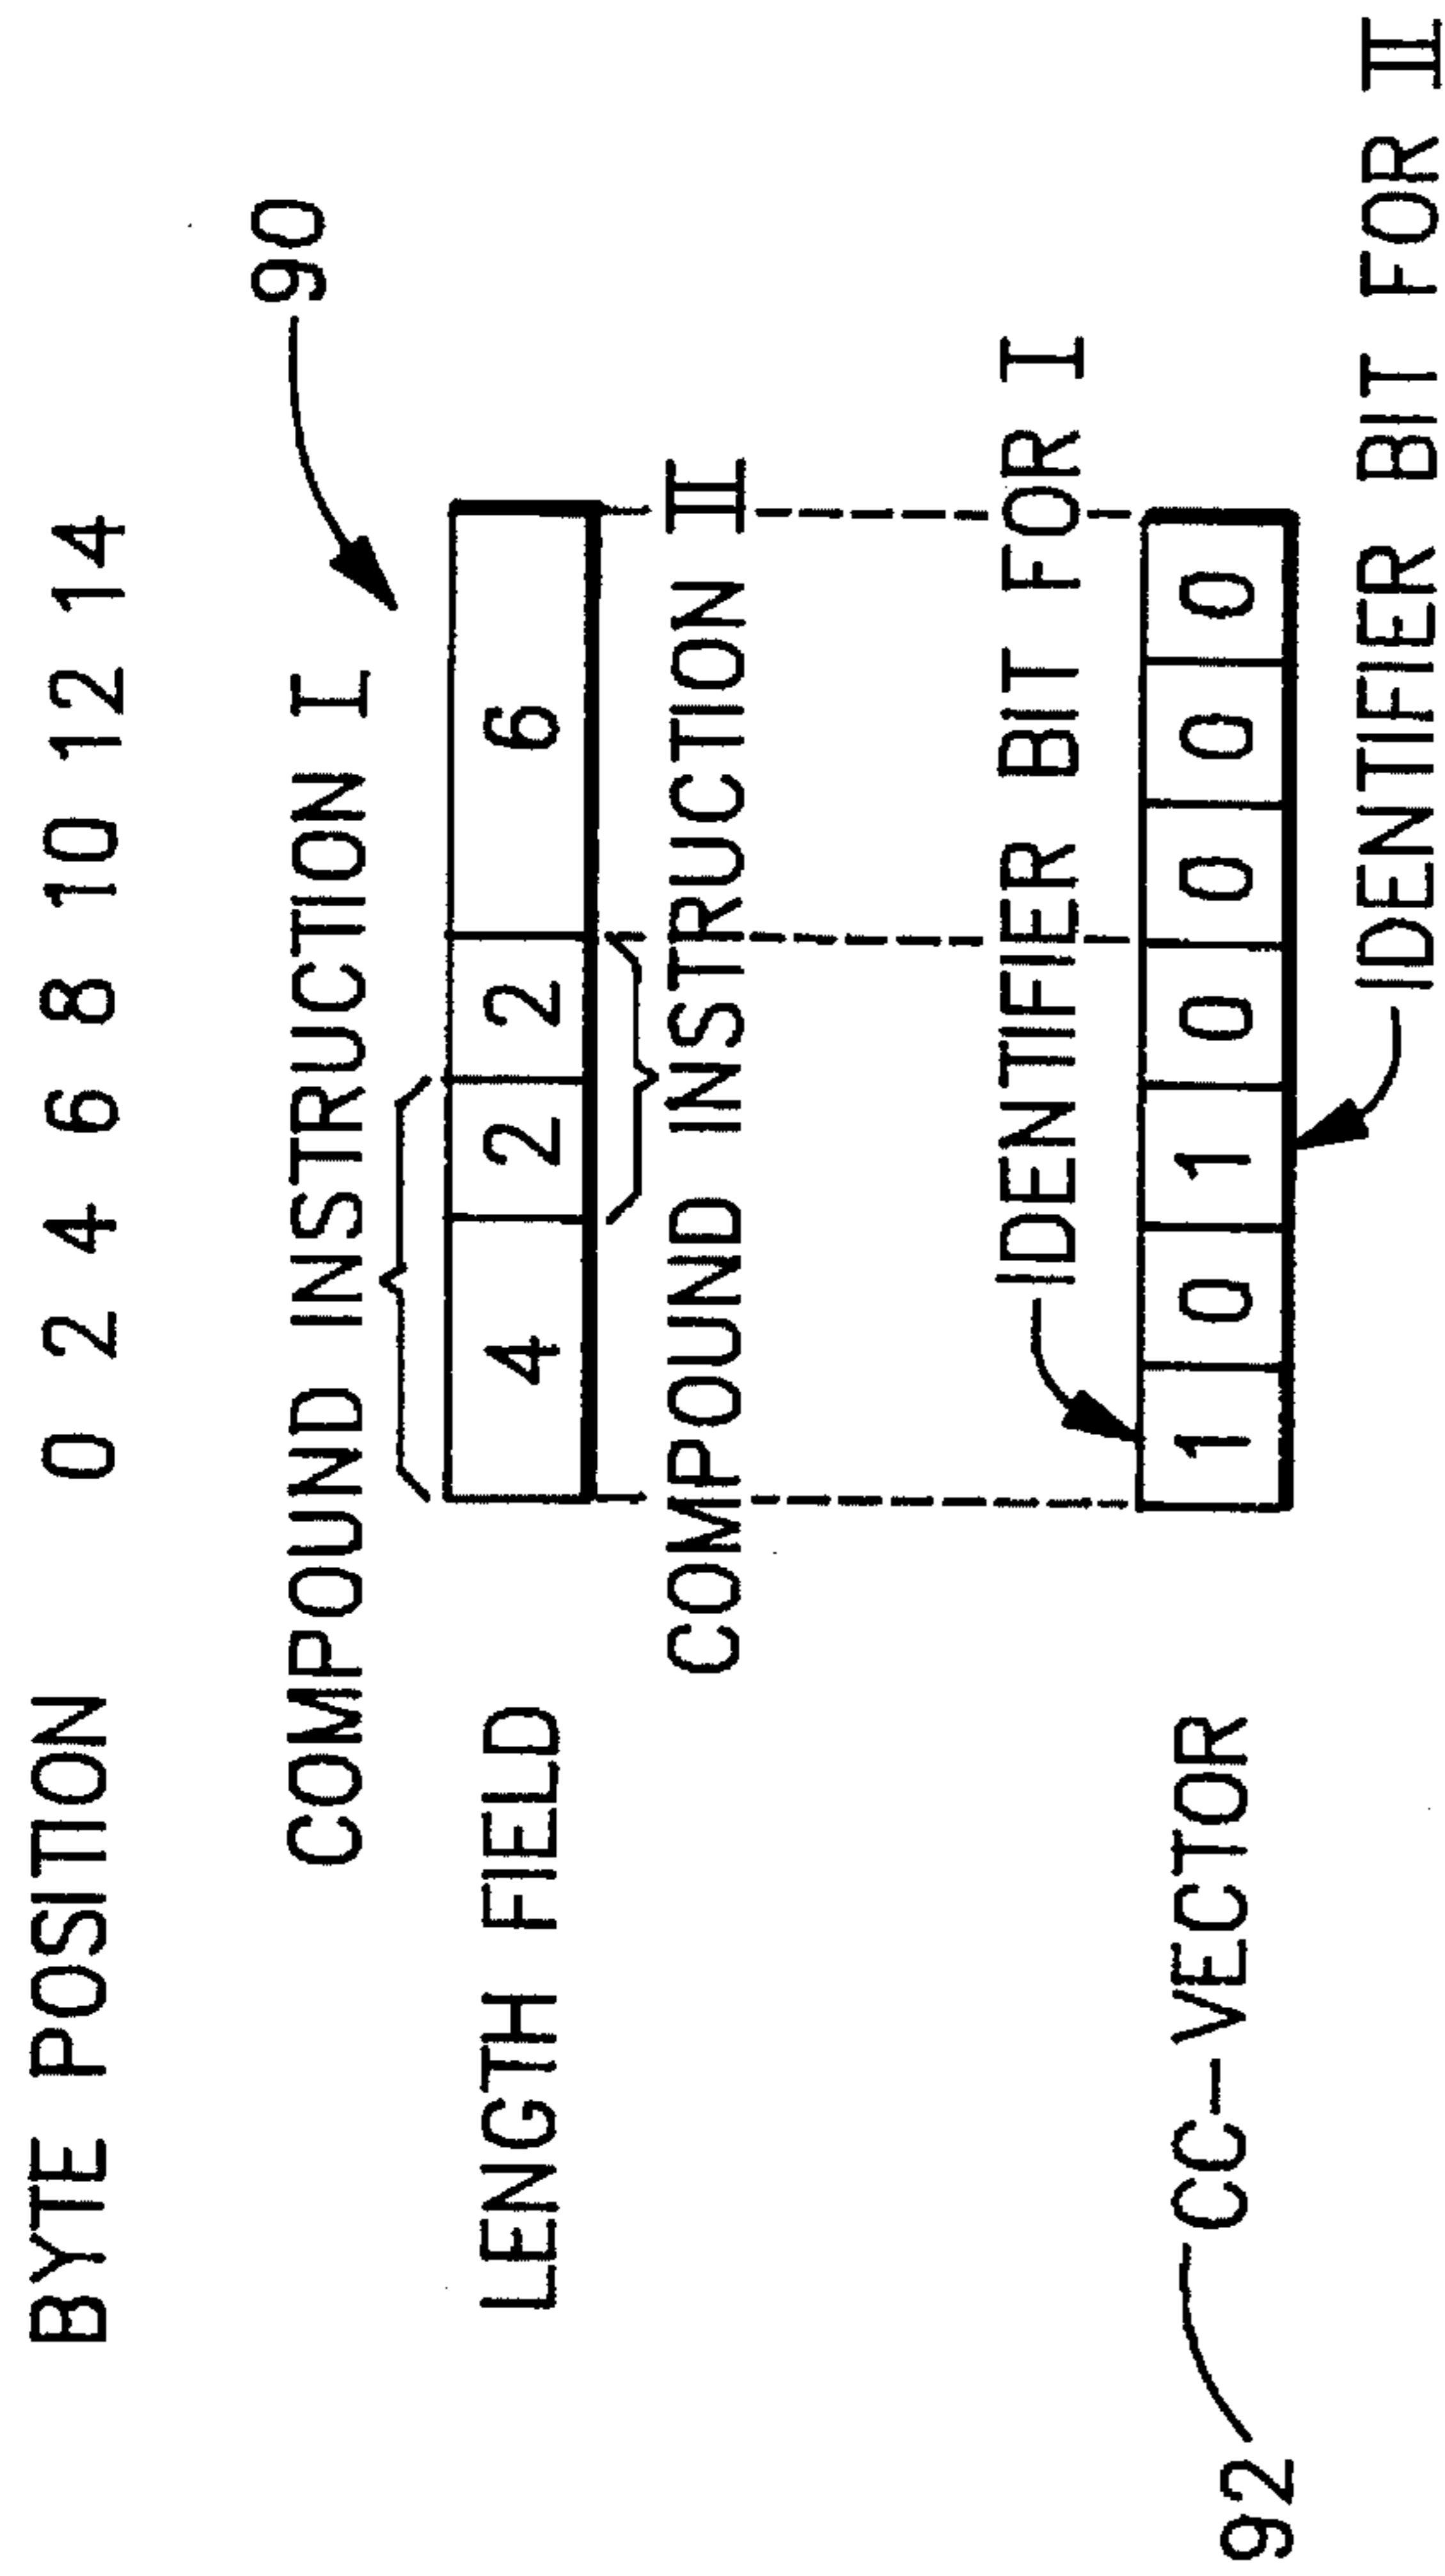 BYTE POSITION 0 2 4 6 8 10 12 14
90
COMPOUND INSTRUCTION I
LENGTH FIELD 4 2 2 6
COMPOUND INSTRUCTION II
IDENTIFIER BIT FOR I
92 CC-VECTOR 1 0 1 0 0 0 0
IDENTIFIER BIT FOR II